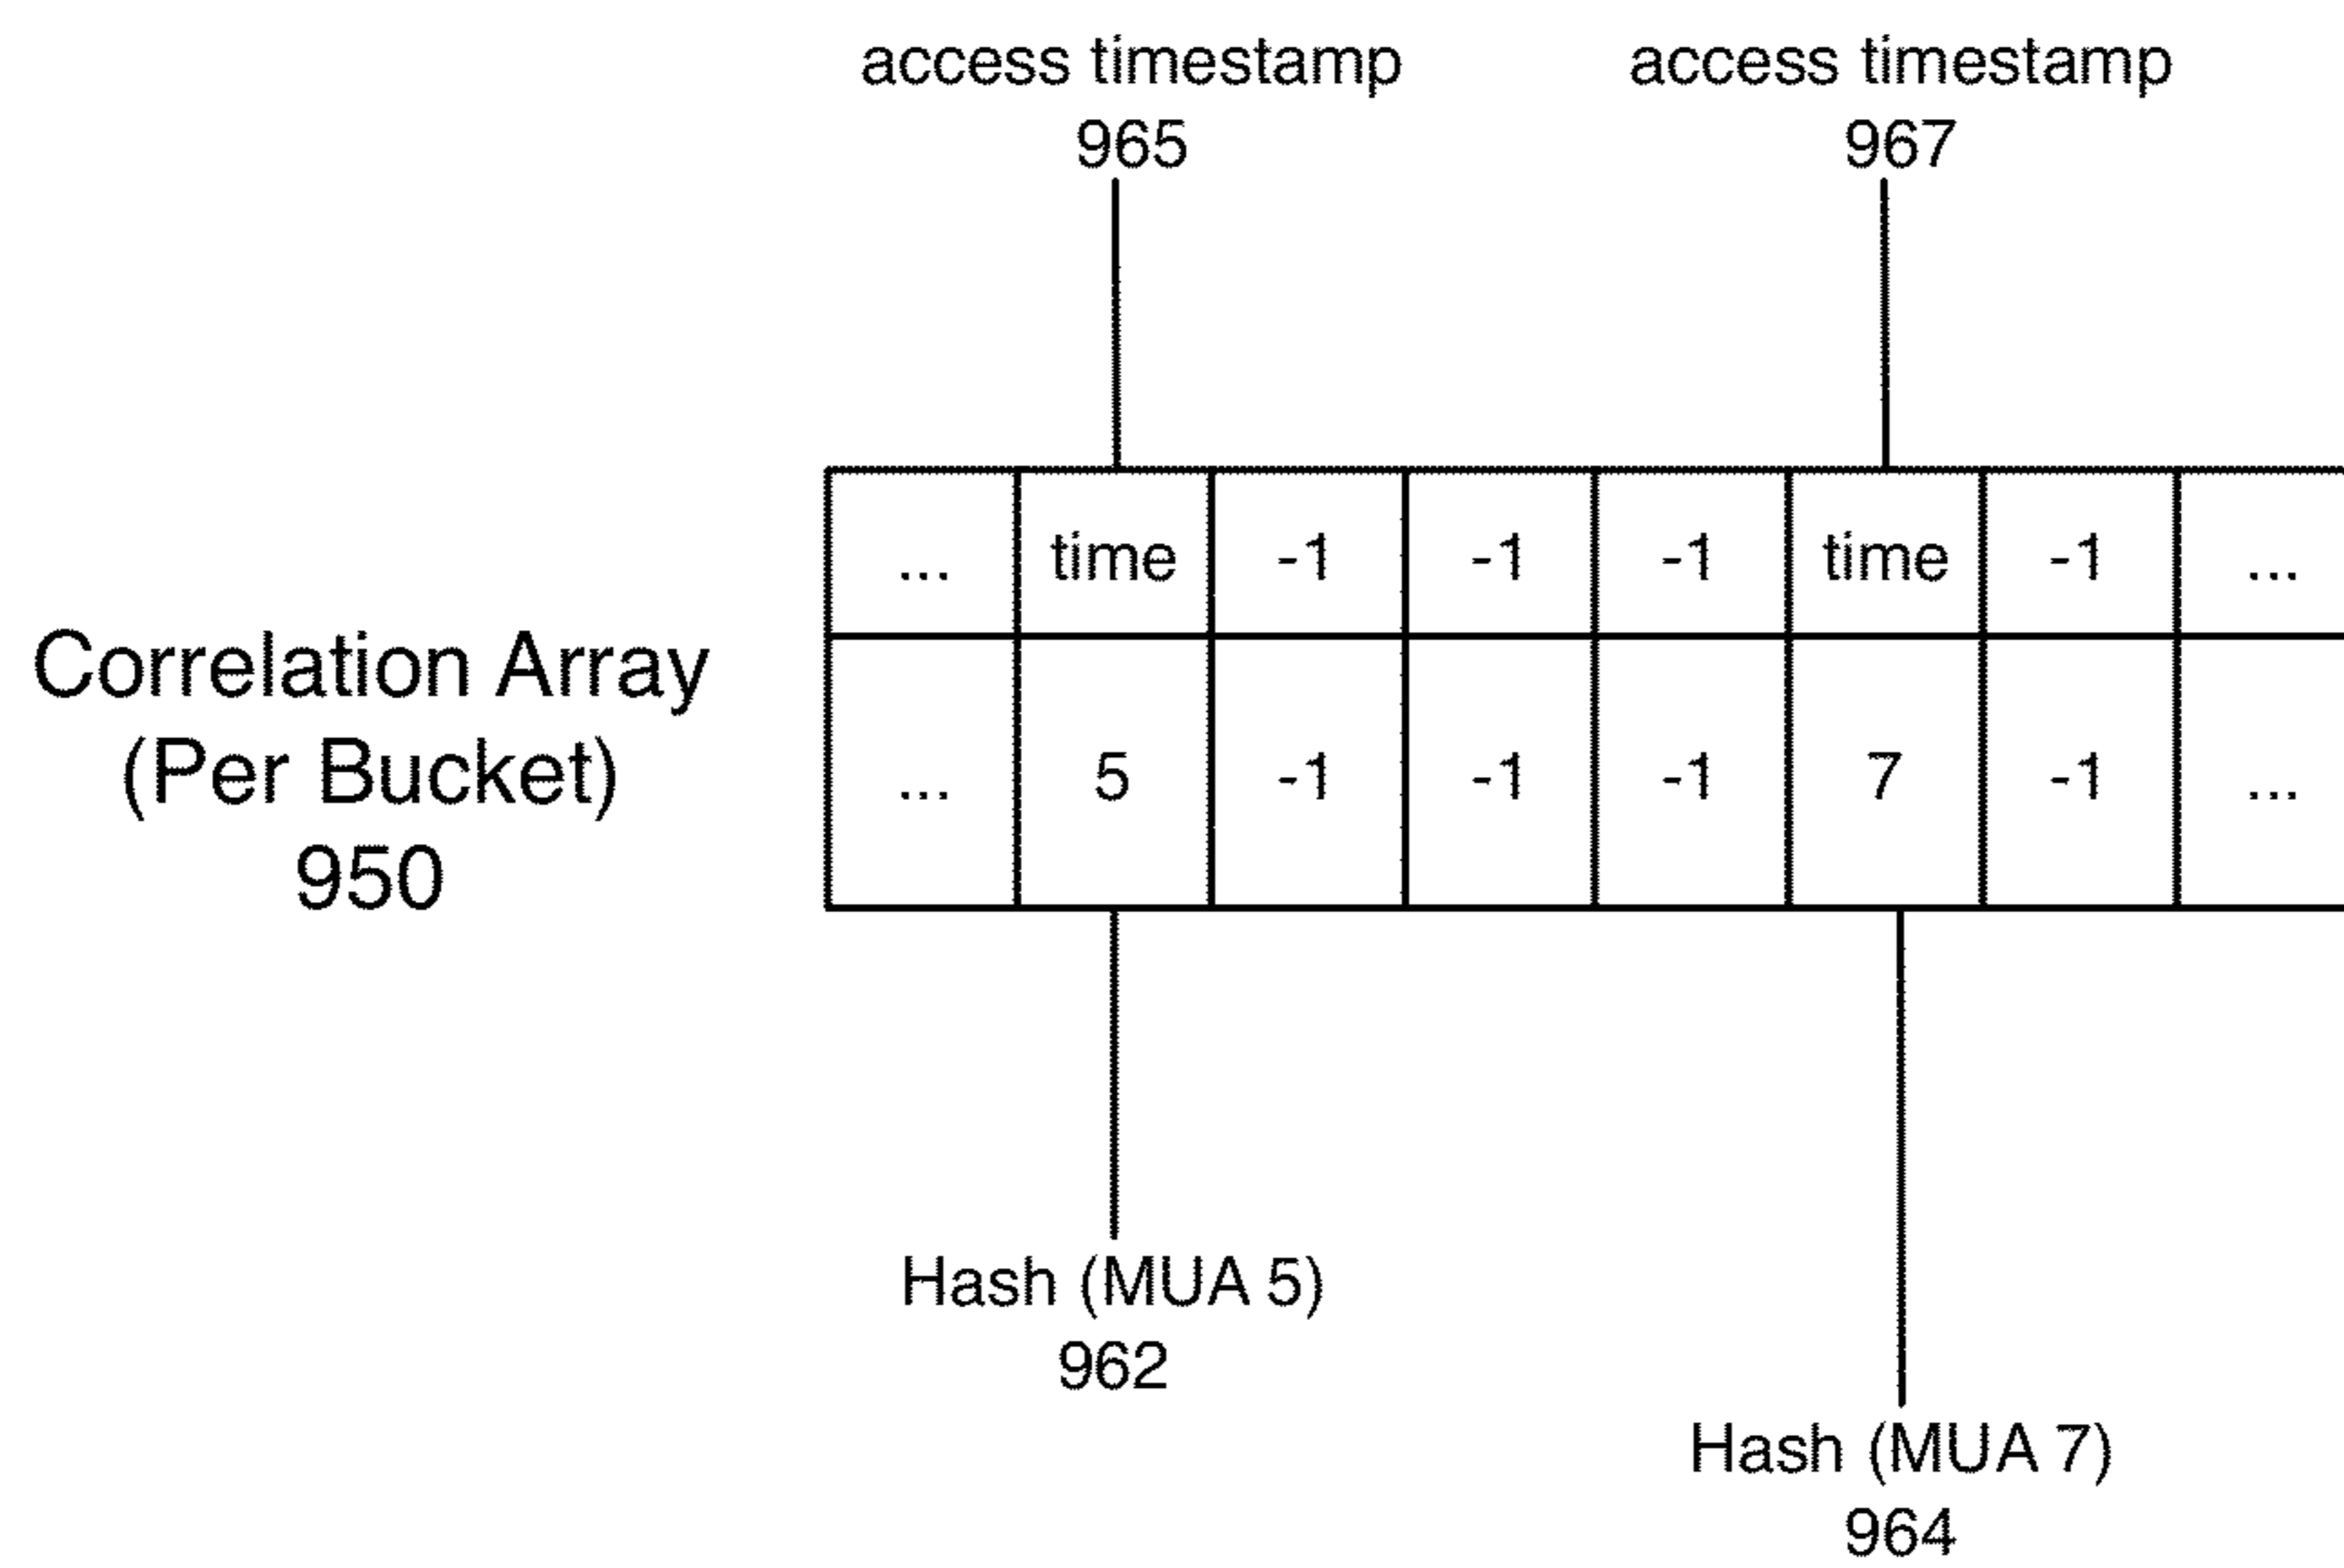 access timestamp access timestamp
965 967
... time -1 -1 -1 time -1 ...
Correlation Array
(Per Bucket)
950
... 5 -1 -1 -1 7 -1 ...
Hash (MUA 5)
962
Hash (MUA 7)
964